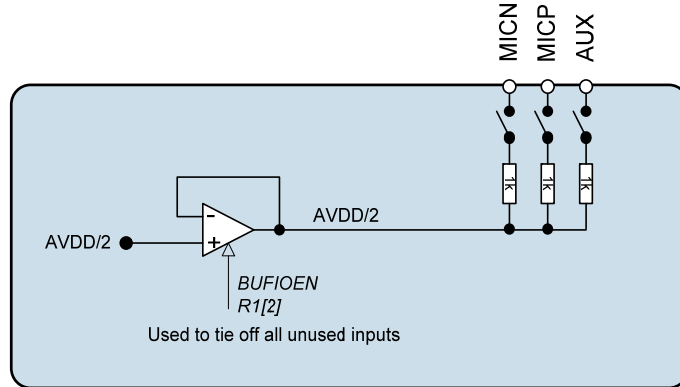 MICN
MICP
AUX
1k
1k
1k
AVDD/2
AVDD/2
-
+
BUFIOEN
R1[2]
Used to tie off all unused inputs